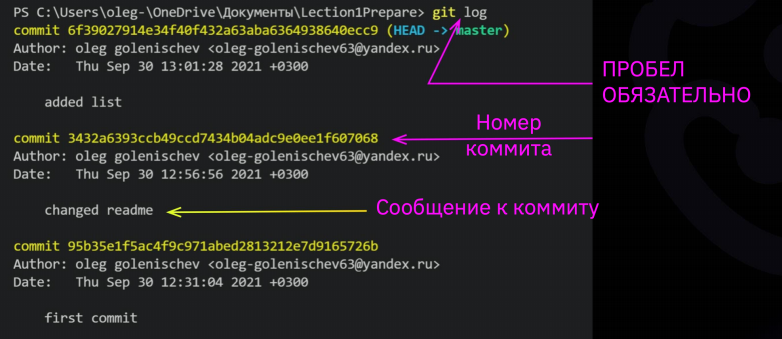 PS C:\Users\oleg-\OneDrive\Документы\Lection1Prepare> git log
commit 6f39027914e34f40f432a63aba6364938640ecc9 (HEAD -> master)
Author: oleg golenischev <oleg-golenischev63@yandex.ru>
Date:   Thu Sep 30 13:01:28 2021 +0300
added list
ПРОБЕЛ
ОБЯЗАТЕЛЬНО
commit 3432a6393ccb49ccd7434b04adc9e0ee1f607068
Номер
коммита
Author: oleg golenischev <oleg-golenischev63@yandex.ru>
Date:   Thu Sep 30 12:56:56 2021 +0300
changed readme
Сообщение к коммиту
commit 95b35e1f5ac4f9c971abed2813212e7d9165726b
Author: oleg golenischev <oleg-golenischev63@yandex.ru>
Date:   Thu Sep 30 12:31:04 2021 +0300
first commit